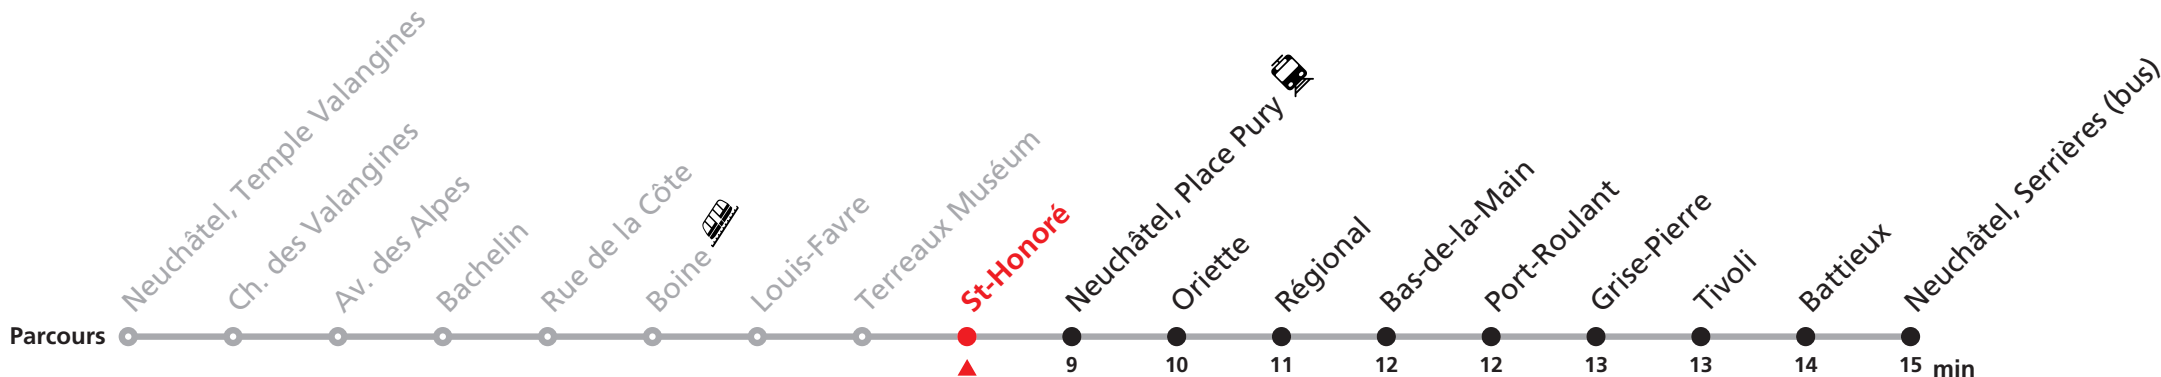 Neuchâtel, Temple Valangines
Ch. des Valangines
Av. des Alpes
Bachelin
Rue de la Côte
Boine
Louis-Favre
Terreaux Muséum
St-Honoré
Neuchâtel, Place Pury
Oriette
Régional
Bas-de-la-Main
Port-Roulant
Grise-Pierre
Tivoli
Battieux
Neuchâtel, Serrières (bus)
Parcours
9 10 11 12 12 13 13 14 15 min